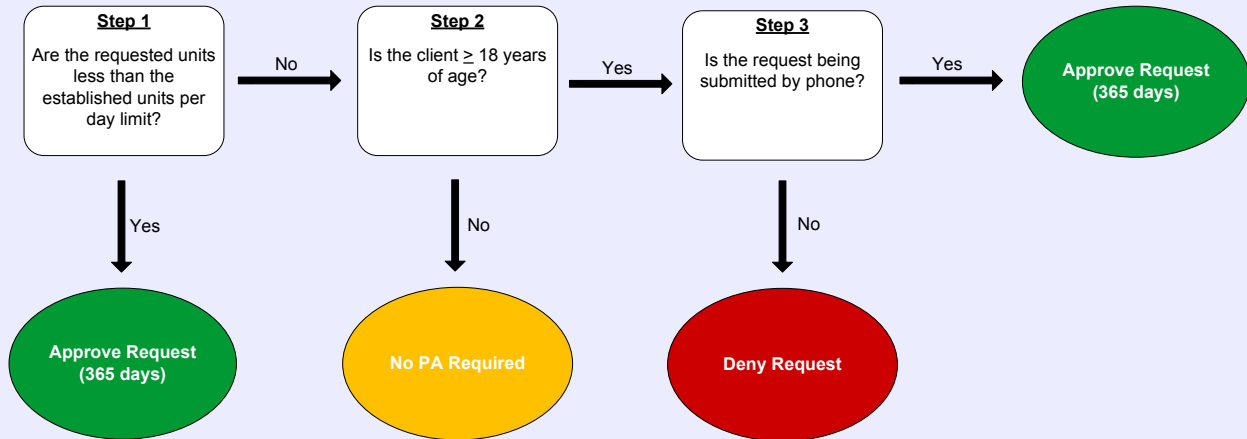 Step 1
Are the requested units
less than the
established units per
day limit?
No
Step 2
Is the client ≥ 18 years
of age?
Yes
Step 3
Is the request being
submitted by phone?
Yes
Approve Request
(365 days)
Yes
No
No
Approve Request
(365 days)
No PA Required
Deny Request